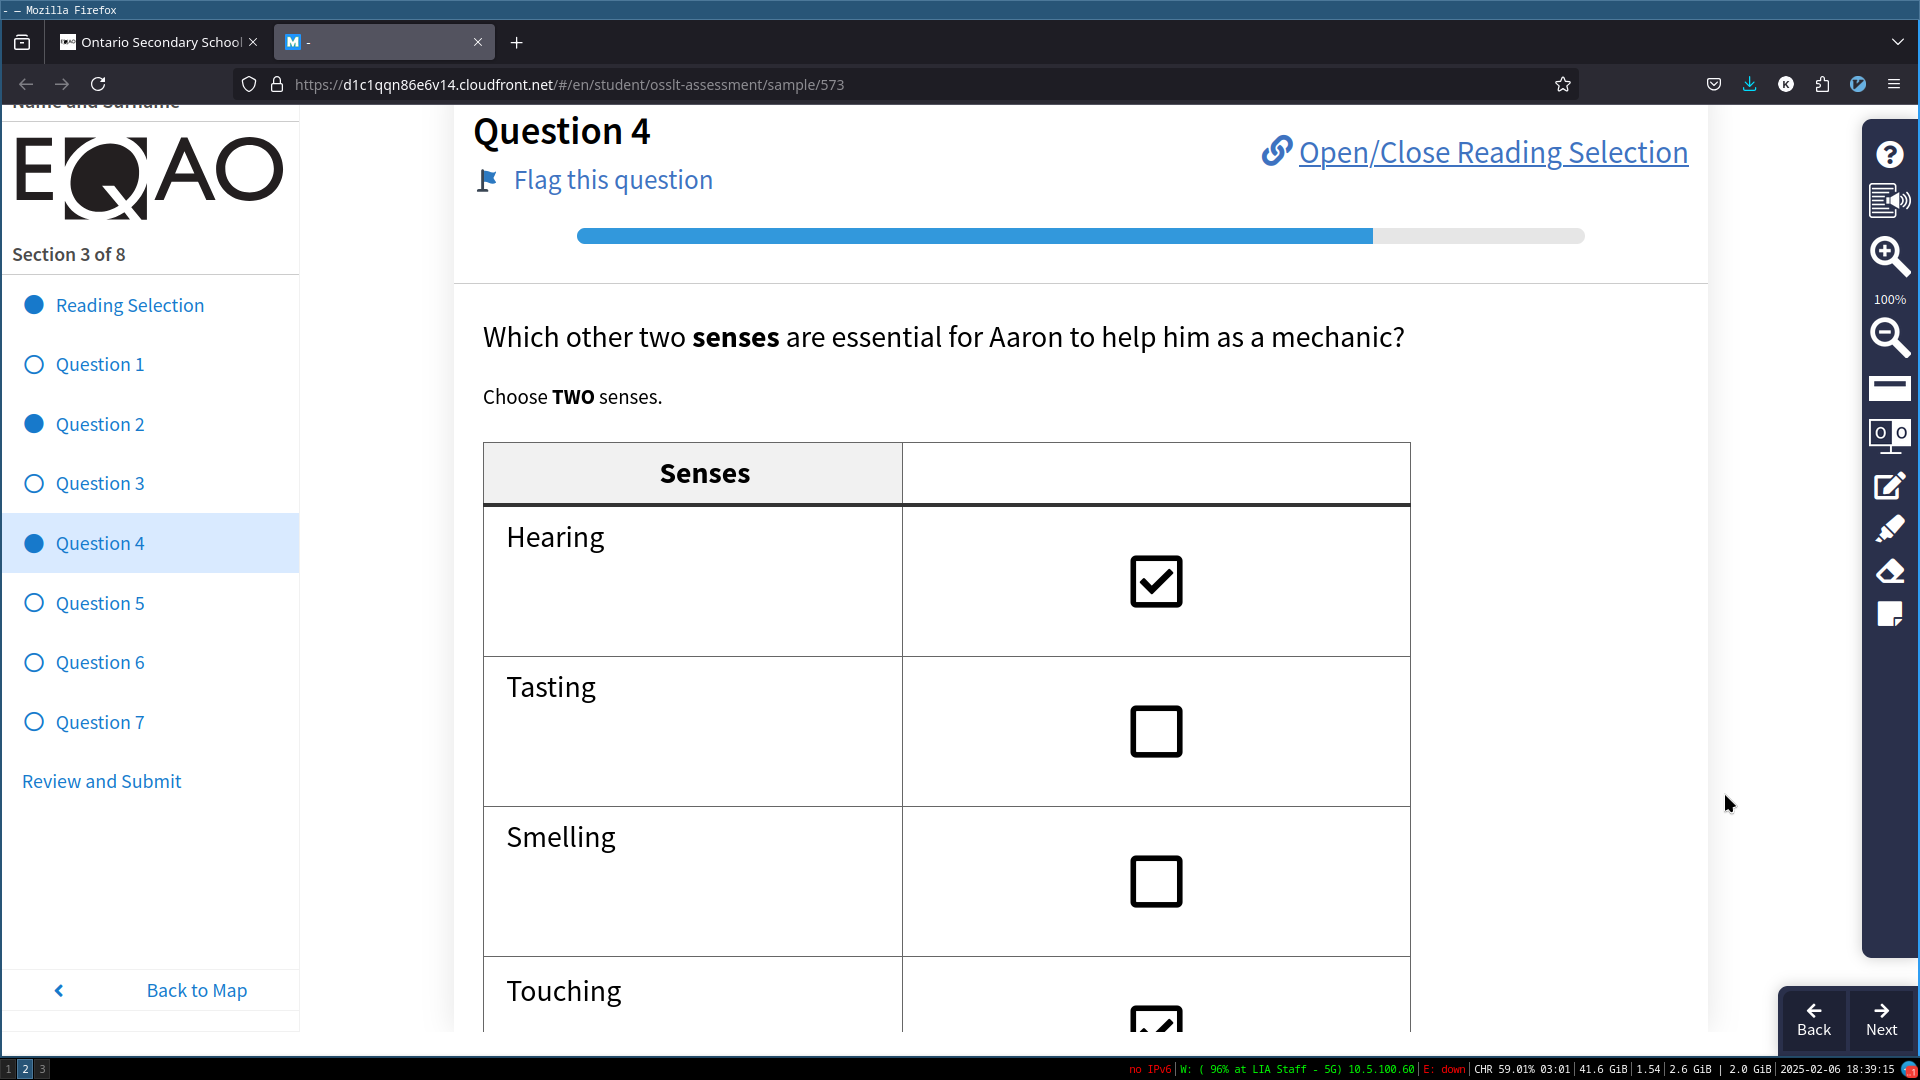 - — Mozilla Firefox
Ontario Secondary School
M -
https://d1c1qqn86e6v14.cloudfront.net/#/en/student/osslt-assessment/sample/573
K
Name and Surname
EQAO
Section 3 of 8
Reading Selection
Question 1
Question 2
Question 3
Question 4
Question 5
Question 6
Question 7
Review and Submit
Back to Map
Question 4
Flag this question
Open/Close Reading Selection
Which other two senses are essential for Aaron to help him as a mechanic?
Choose TWO senses.
Senses
Hearing
Tasting
Smelling
Touching
?
100%
O O
Back
Next
1 2 3
no IPv6 | W: ( 96% at LIA Staff - 5G) 10.5.100.60 | E: down | CHR 59.01% 03:01 | 41.6 GiB | 1.54 | 2.6 GiB | 2.0 GiB | 2025-02-06 18:39:15